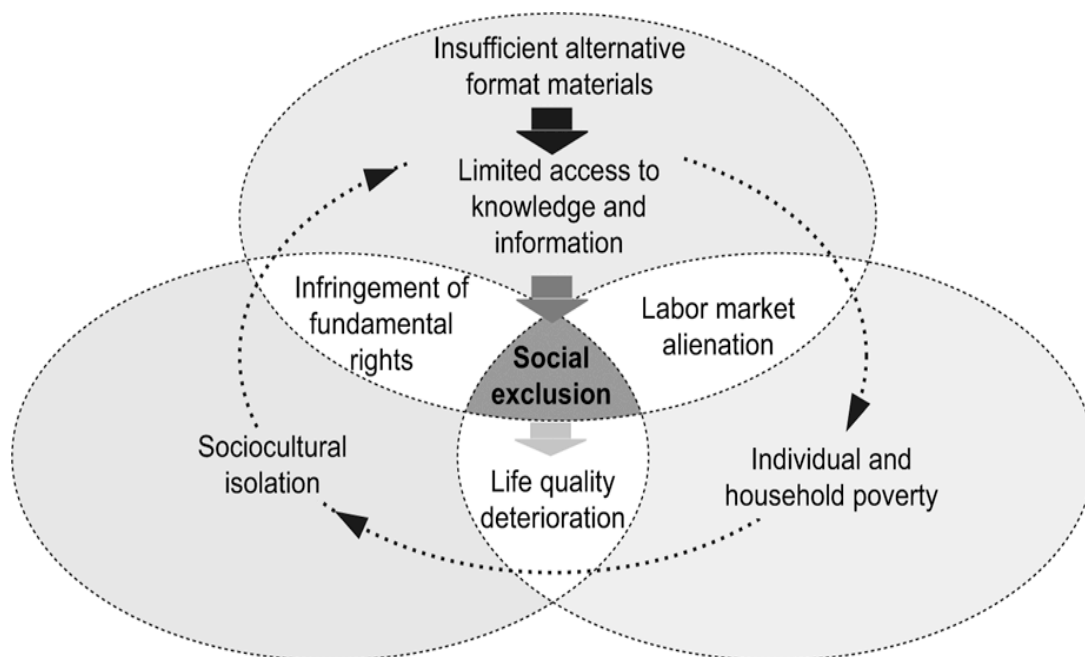 Insufficient alternative
format materials
Limited access to
knowledge and
information
Infringement of
fundamental
rights
Labor market
alienation
Social
exclusion
Sociocultural
isolation
Life quality
deterioration
Individual and
household poverty